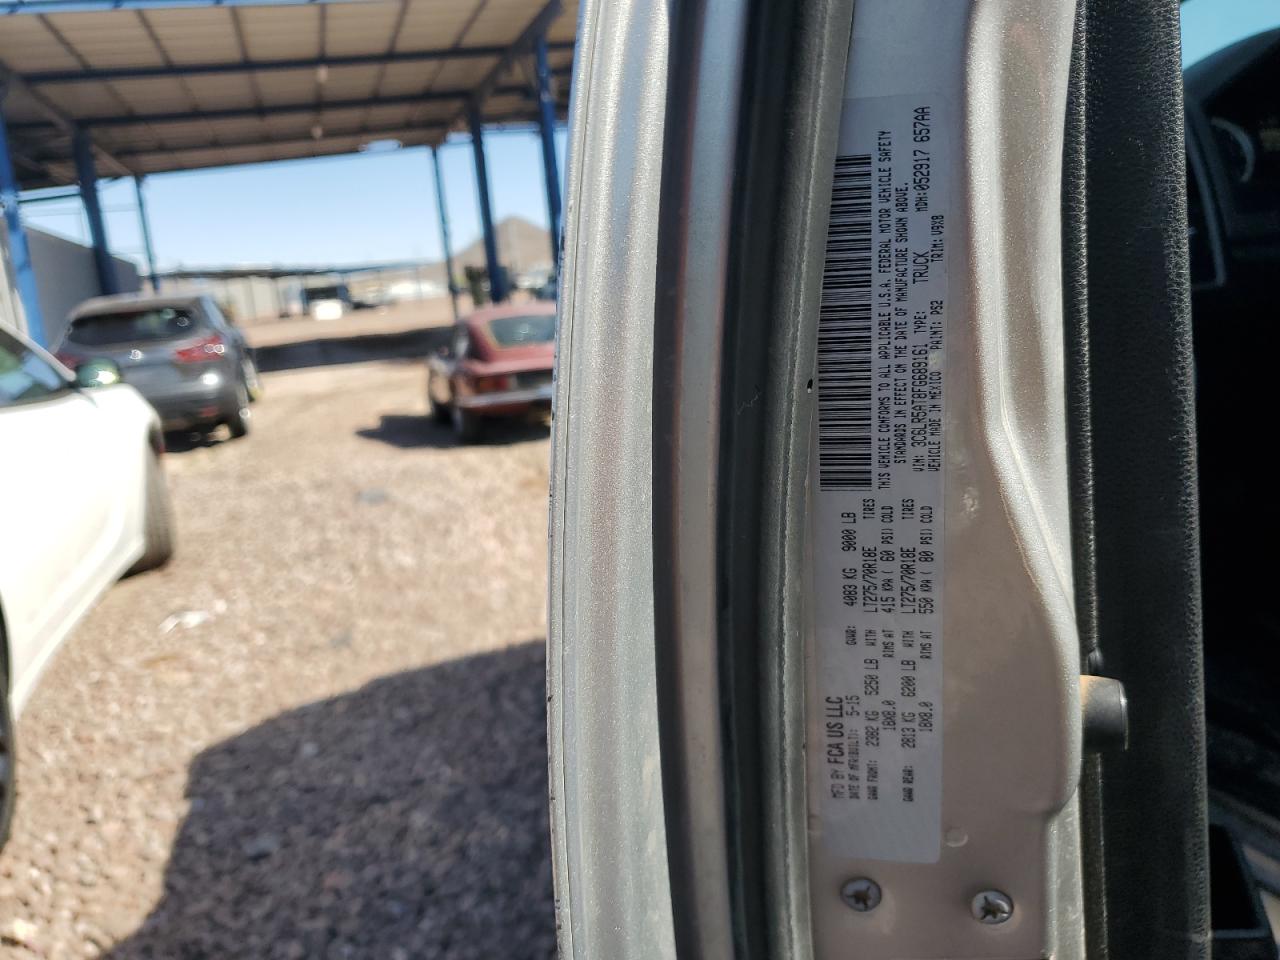 MFD BY FCA US LLC
DATE OF MFR(BUILT): 5-15 GVWR: 4083 KG 9000 LB
GAWR FRONT: 2382 KG 5250 LB WITH LT275/70R18E TIRES
18X8.0 RIMS AT 415 KPA ( 60 PSI) COLD
GAWR REAR: 2813 KG 6200 LB WITH LT275/70R18E TIRES
18X8.0 RIMS AT 550 KPA ( 80 PSI) COLD
THIS VEHICLE CONFORMS TO ALL APPLICABLE U.S.A. FEDERAL MOTOR VEHICLE SAFETY
STANDARDS IN EFFECT ON THE DATE OF MANUFACTURE SHOWN ABOVE.
VIN: 3C6LR5AT8FG689161 TYPE: TRUCK MDH:052917 657AA
VEHICLE MADE IN MEXICO PAINT: PS2 TRIM: V9X8